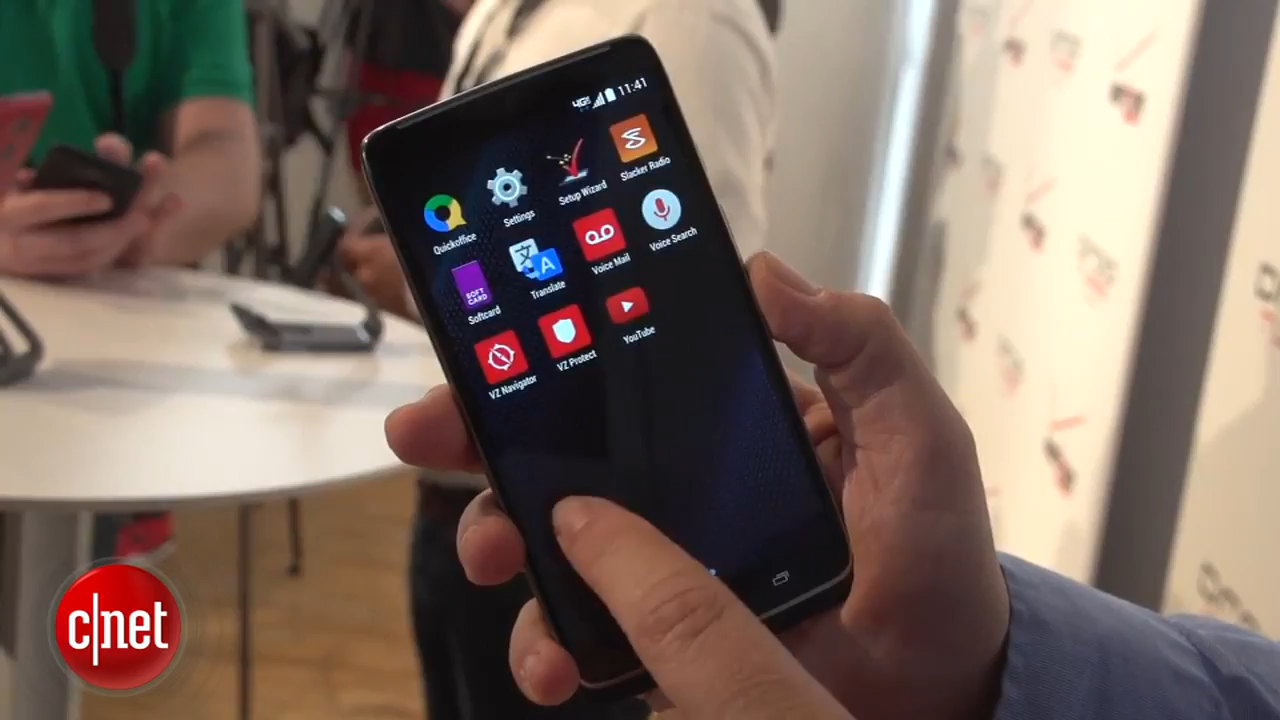 4G 11:41
Quickoffice
Settings
Setup Wizard
Slacker Radio
SOFT
CARD
Softcard
Translate
A
Voice Mail
Voice Search
VZ Navigator
VZ Protect
YouTube
c|net